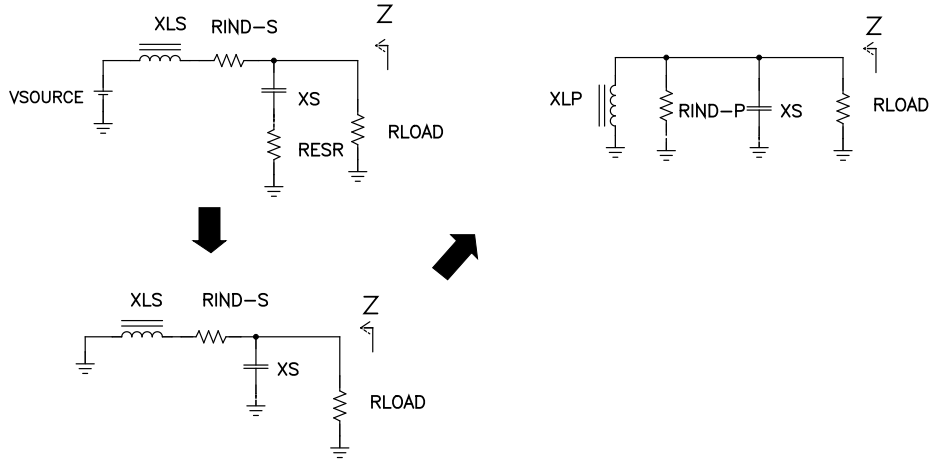 XLS
RIND-S
Z
VSOURCE
XS
RESR
RLOAD
Z
XLP
RIND-P
XS
RLOAD
XLS
RIND-S
Z
XS
RLOAD